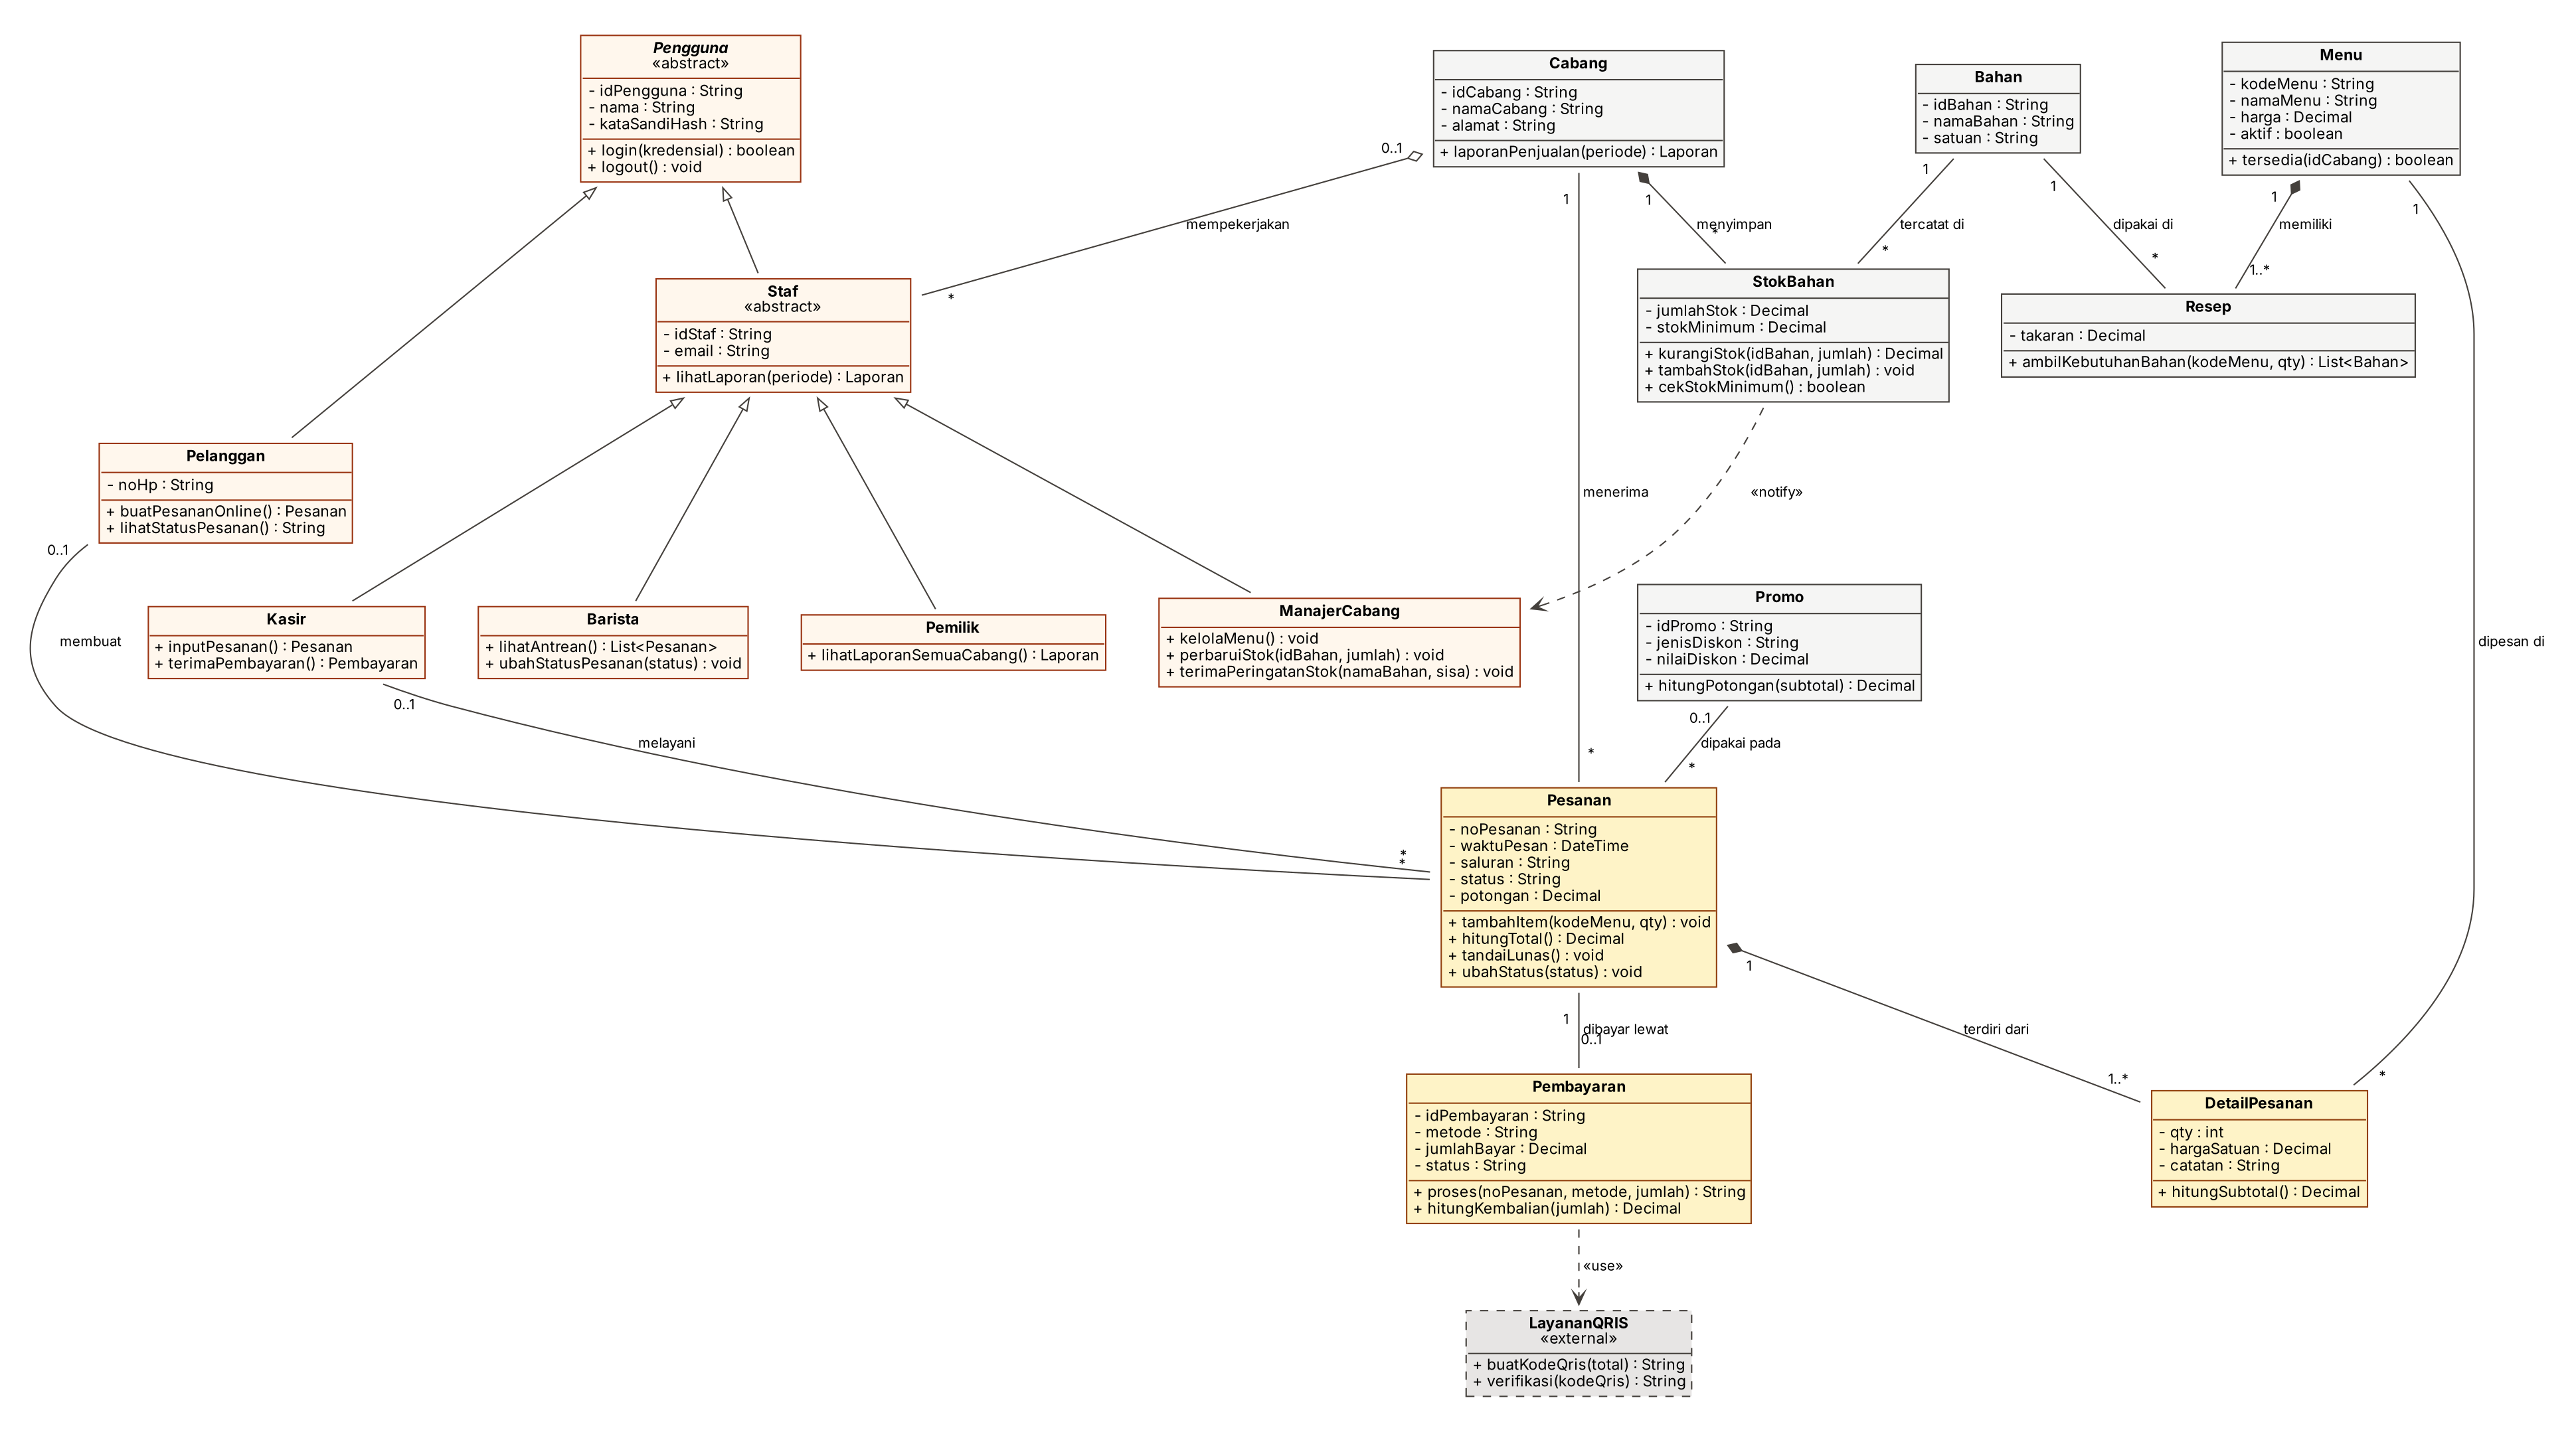 Pengguna
«abstract»
- idPengguna : String
- nama : String
- kataSandiHash : String
+ login(kredensial) : boolean
+ logout() : void
Cabang
- idCabang : String
- namaCabang : String
- alamat : String
+ laporanPenjualan(periode) : Laporan
Bahan
- idBahan : String
- namaBahan : String
- satuan : String
Menu
- kodeMenu : String
- namaMenu : String
- harga : Decimal
- aktif : boolean
+ tersedia(idCabang) : boolean
0..1
mempekerjakan
*
1
menyimpan
*
1
tercatat di
*
1
dipakai di
*
1
memiliki
1..*
1
Staf
«abstract»
- idStaf : String
- email : String
+ lihatLaporan(periode) : Laporan
StokBahan
- jumlahStok : Decimal
- stokMinimum : Decimal
+ kurangiStok(idBahan, jumlah) : Decimal
+ tambahStok(idBahan, jumlah) : void
+ cekStokMinimum() : boolean
Resep
- takaran : Decimal
+ ambilKebutuhanBahan(kodeMenu, qty) : List<Bahan>
Pelanggan
- noHp : String
+ buatPesananOnline() : Pesanan
+ lihatStatusPesanan() : String
1
menerima
*
«notify»
0..1
membuat
*
Kasir
+ inputPesanan() : Pesanan
+ terimaPembayaran() : Pembayaran
Barista
+ lihatAntrean() : List<Pesanan>
+ ubahStatusPesanan(status) : void
Pemilik
+ lihatLaporanSemuaCabang() : Laporan
ManajerCabang
+ kelolaMenu() : void
+ perbaruiStok(idBahan, jumlah) : void
+ terimaPeringatanStok(namaBahan, sisa) : void
Promo
- idPromo : String
- jenisDiskon : String
- nilaiDiskon : Decimal
+ hitungPotongan(subtotal) : Decimal
dipesan di
0..1
melayani
*
0..1
dipakai pada
*
Pesanan
- noPesanan : String
- waktuPesan : DateTime
- saluran : String
- status : String
- potongan : Decimal
+ tambahItem(kodeMenu, qty) : void
+ hitungTotal() : Decimal
+ tandaiLunas() : void
+ ubahStatus(status) : void
1
dibayar lewat
0..1
1
terdiri dari
1..*
*
Pembayaran
- idPembayaran : String
- metode : String
- jumlahBayar : Decimal
- status : String
+ proses(noPesanan, metode, jumlah) : String
+ hitungKembalian(jumlah) : Decimal
DetailPesanan
- qty : int
- hargaSatuan : Decimal
- catatan : String
+ hitungSubtotal() : Decimal
«use»
LayananQRIS
«external»
+ buatKodeQris(total) : String
+ verifikasi(kodeQris) : String